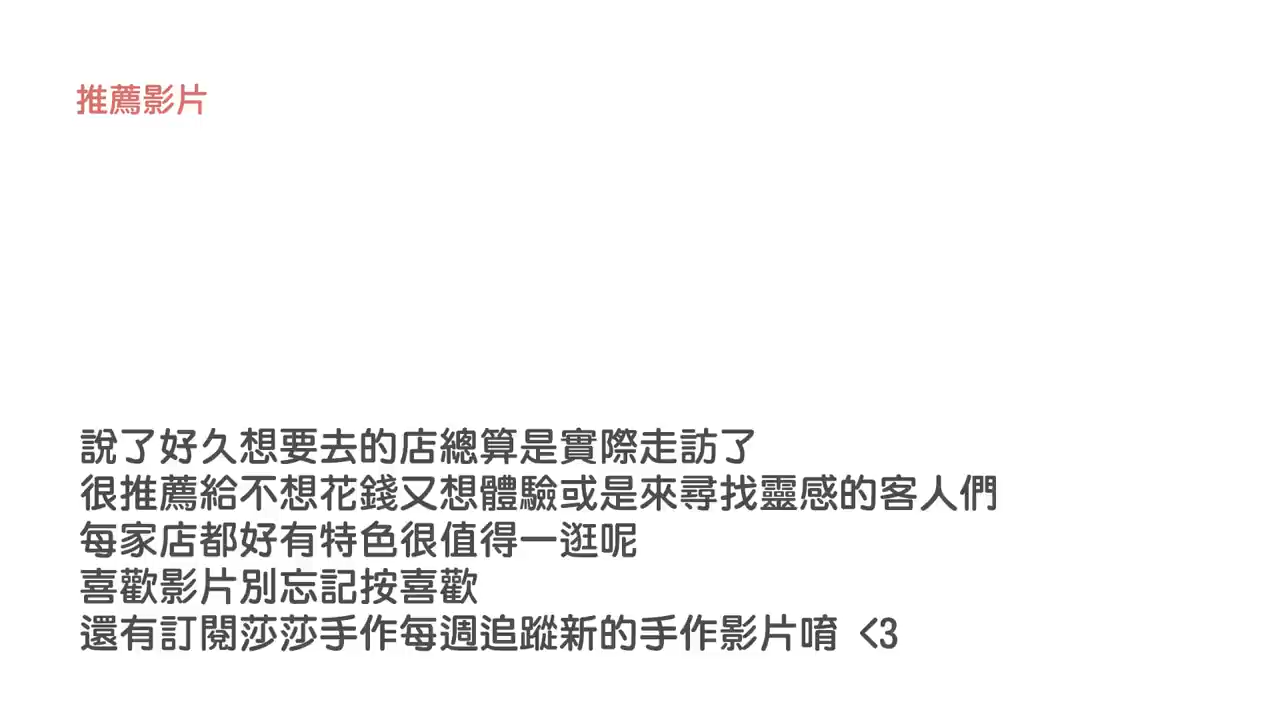 推薦影片
說了好久想要去的店總算是實際走訪了
很推薦給不想花錢又想體驗或是來尋找靈感的客人們
每家店都好有特色很值得一逛呢
喜歡影片別忘記按喜歡
還有訂閱莎莎手作每週追蹤新的手作影片唷 <3